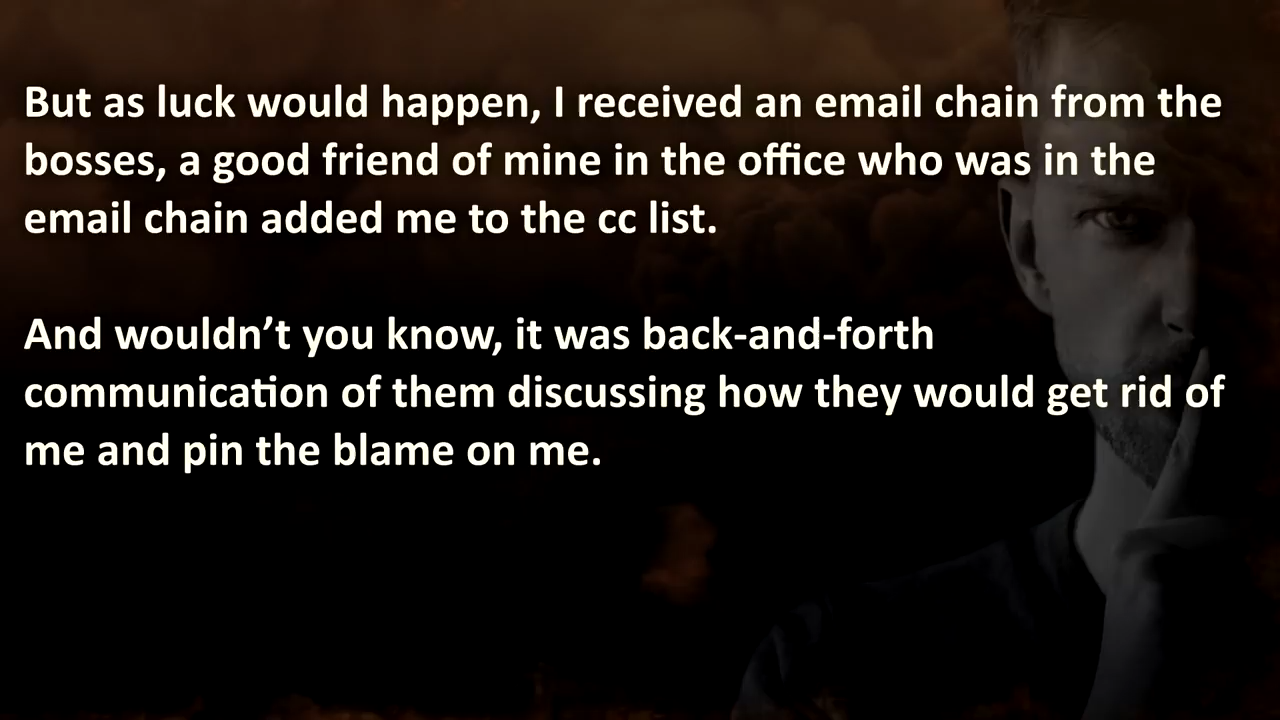 But as luck would happen, I received an email chain from the
bosses, a good friend of mine in the office who was in the
email chain added me to the cc list.
And wouldn’t you know, it was back-and-forth
communication of them discussing how they would get rid of
me and pin the blame on me.